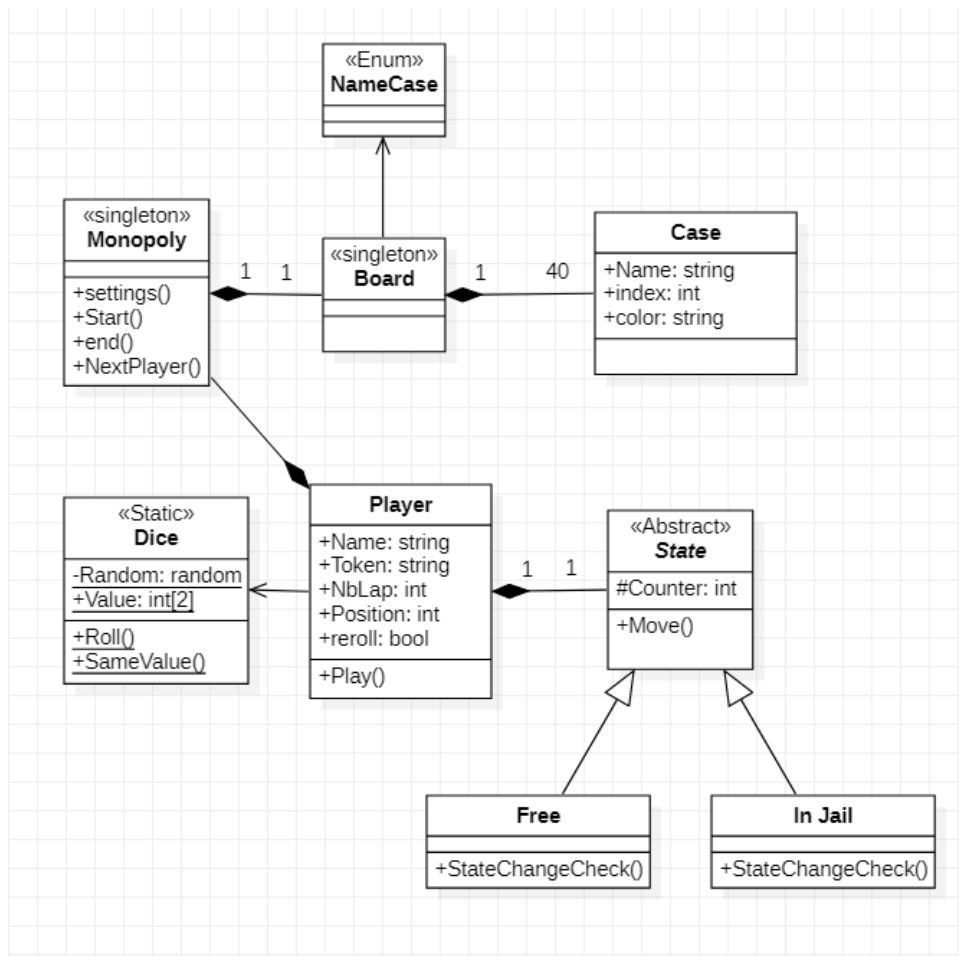 «Enum»
NameCase
«singleton»
Monopoly
+settings()
+Start()
+end()
+NextPlayer()
1
1
«singleton»
Board
1
40
Case
+Name: string
+index: int
+color: string
«Static»
Dice
-Random: random
+Value: int[2]
+Roll()
+SameValue()
Player
+Name: string
+Token: string
+NbLap: int
+Position: int
+reroll: bool
+Play()
1
1
«Abstract»
State
#Counter: int
+Move()
Free
+StateChangeCheck()
In Jail
+StateChangeCheck()